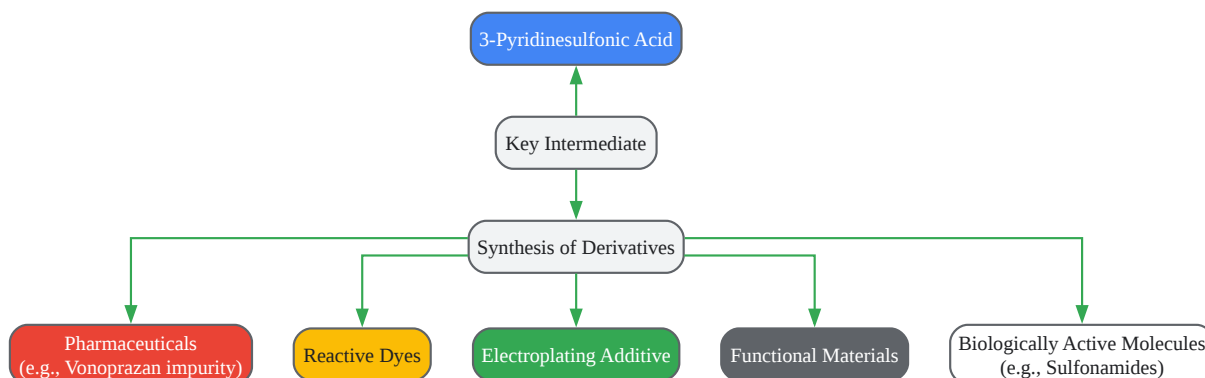 3-Pyridinesulfonic Acid
Key Intermediate
Synthesis of Derivatives
Pharmaceuticals
(e.g., Vonoprazan impurity)
Reactive Dyes
Electroplating Additive
Functional Materials
Biologically Active Molecules
(e.g., Sulfonamides)